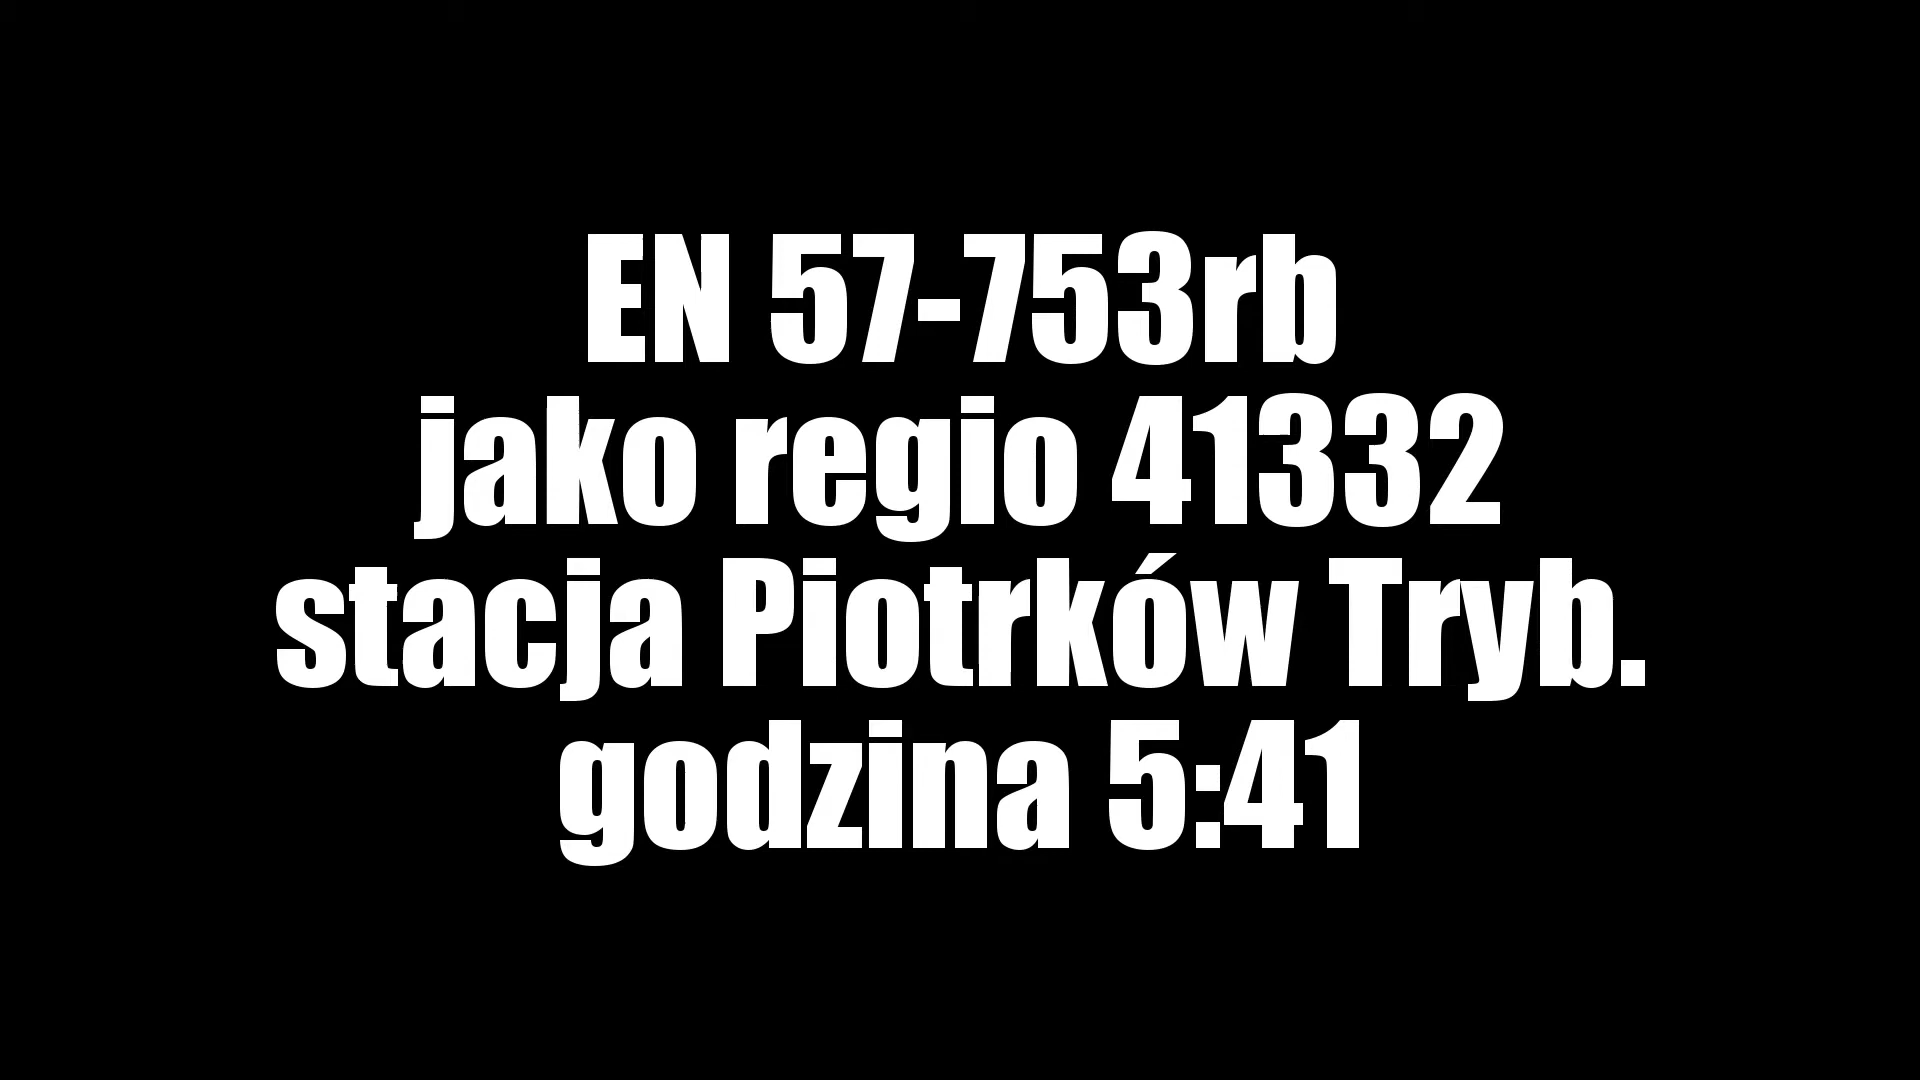 EN 57-753rb
jako regio 41332
stacja Piotrków Tryb.
godzina 5:41